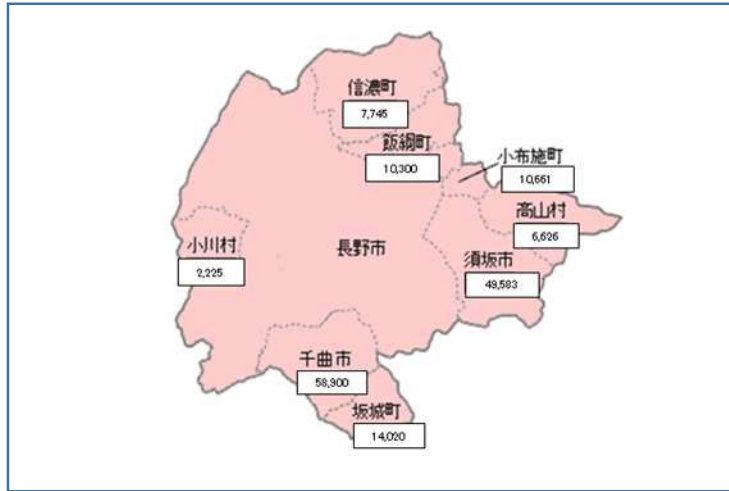 信濃町
7,745
飯綱町
10,300
小布施町
10,661
高山村
6,626
小川村
2,225
長野市
須坂市
49,583
千曲市
58,900
坂城町
14,020